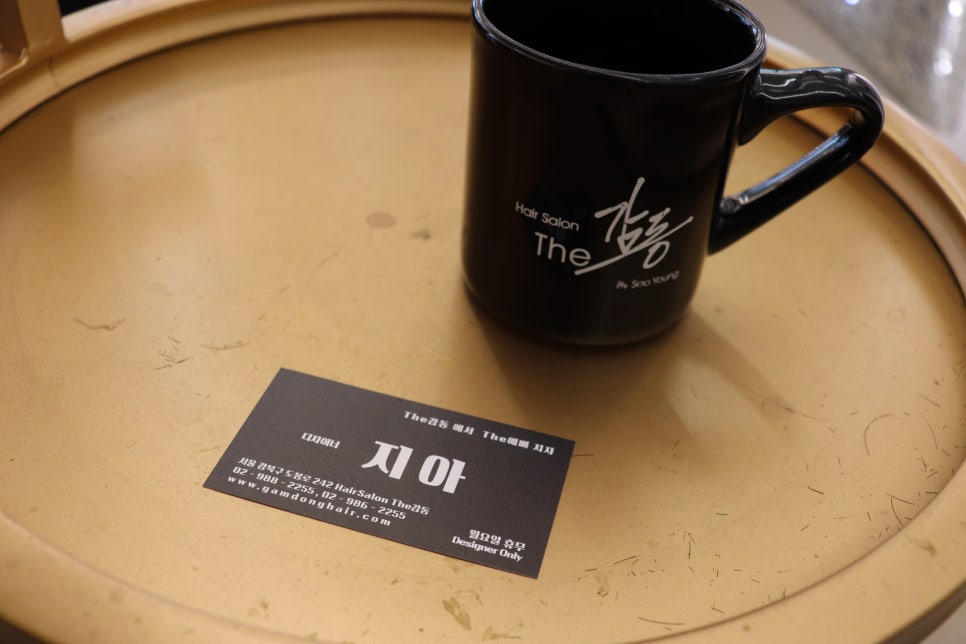 Hair Salon
The 감동
By Soo Young
The감동 에서 The예뻐 지자
디자이너
지아
서울 강북구 도봉로 242 HairSalon The감동
02 - 988 - 2255, 02 - 986 - 2255
www.gamdonghair.com
월요일 휴무
Designer Only